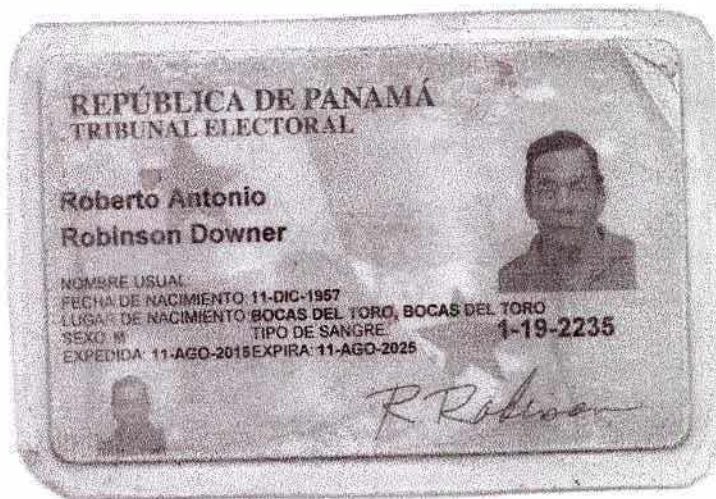 REPÚBLICA DE PANAMÁ
TRIBUNAL ELECTORAL
Roberto Antonio
Robinson Downer
NOMBRE USUAL:
FECHA DE NACIMIENTO: 11-DIC-1957
LUGAR DE NACIMIENTO: BOCAS DEL TORO, BOCAS DEL TORO
SEXO: M TIPO DE SANGRE: 1-19-2235
EXPEDIDA: 11-AGO-2015 EXPIRA: 11-AGO-2025
R Robinson